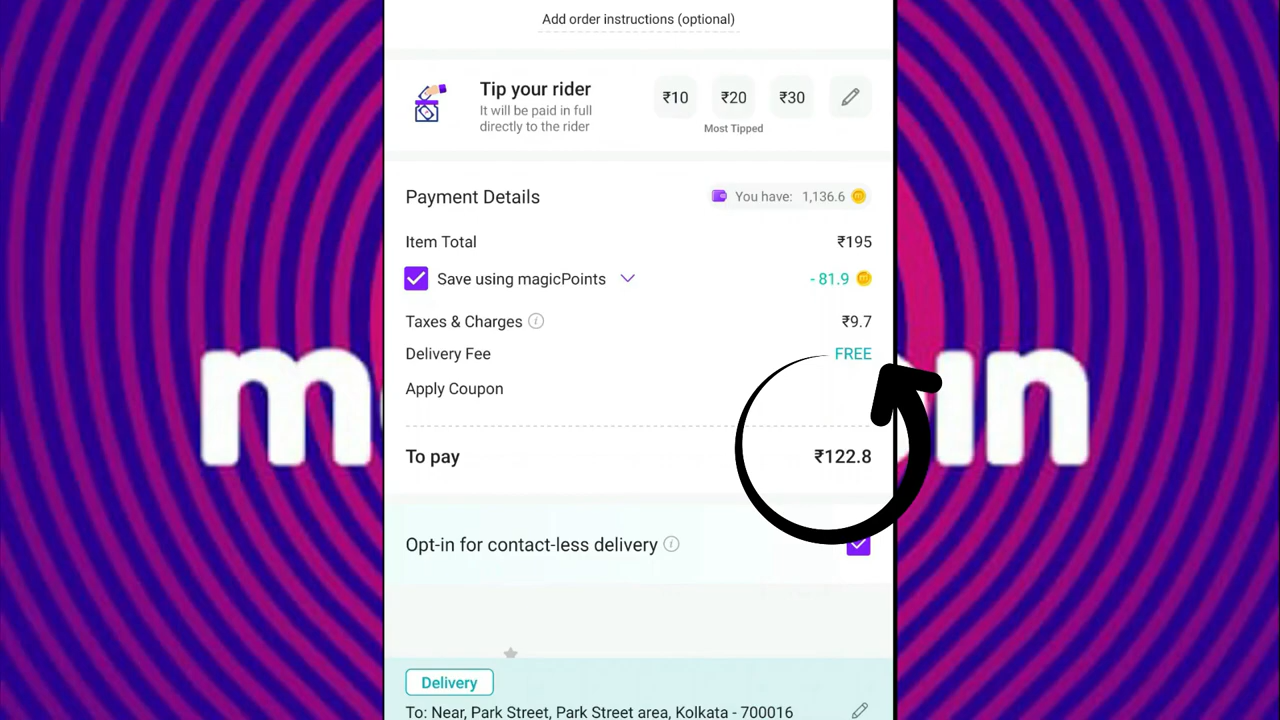 Add order instructions (optional)
Tip your rider
It will be paid in full
directly to the rider
₹10
₹20
₹30
Most Tipped
Payment Details
You have: 1,136.6
Item Total ₹195
Save using magicPoints - 81.9
Taxes & Charges ₹9.7
Delivery Fee FREE
Apply Coupon
To pay ₹122.8
Opt-in for contact-less delivery
Delivery
To: Near, Park Street, Park Street area, Kolkata - 700016